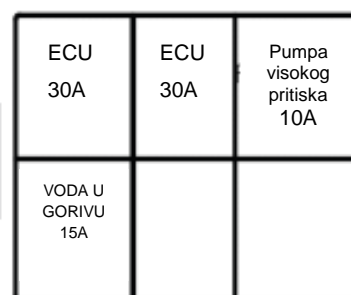 ECU
30A
ECU
30A
Pumpa
visokog
pritiska
10A
VODA U
GORIVU
15A